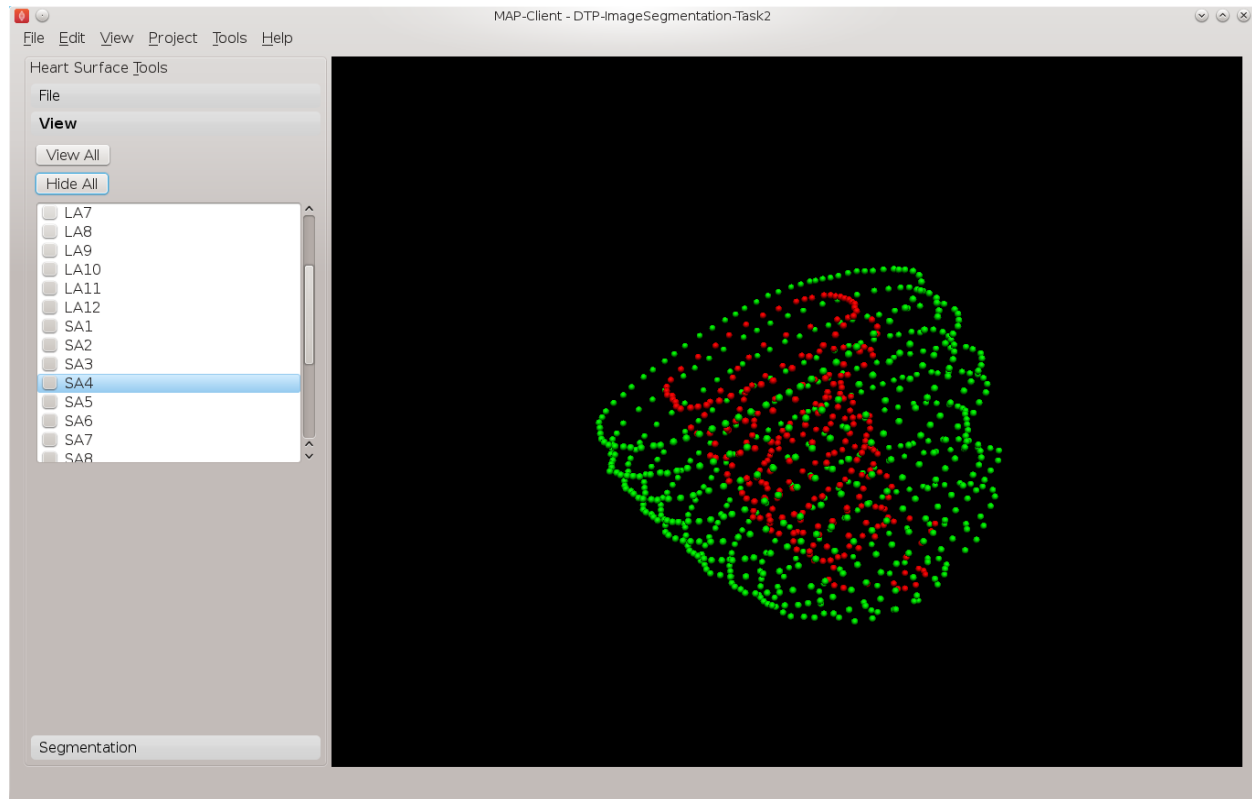 MAP-Client - DTP-ImageSegmentation-Task2
File Edit View Project Tools Help
Heart Surface Tools
File
View
View All
Hide All
LA7
LA8
LA9
LA10
LA11
LA12
SA1
SA2
SA3
SA4
SA5
SA6
SA7
SA8
Segmentation